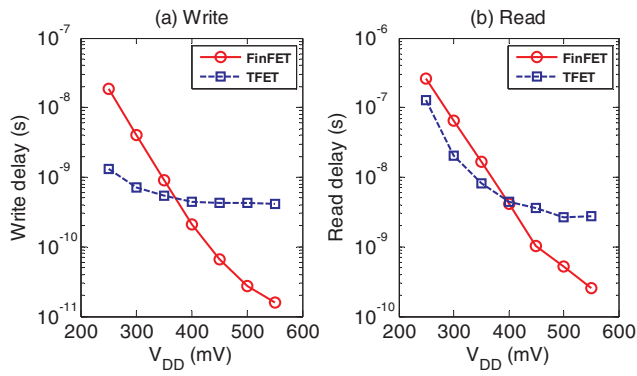 (a) Write
10^-7
10^-8
10^-9
10^-10
10^-11
Write delay (s)
FinFET
TFET
200 300 400 500 600
V_DD (mV)
(b) Read
10^-6
10^-7
10^-8
10^-9
10^-10
Read delay (s)
FinFET
TFET
200 300 400 500 600
V_DD (mV)